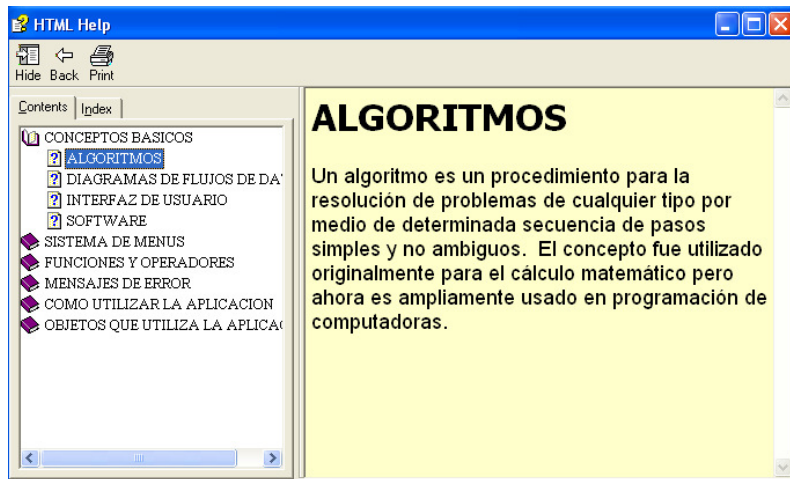 HTML Help
Hide Back Print
Contents Index
CONCEPTOS BASICOS
ALGORITMOS
DIAGRAMAS DE FLUJOS DE DA
INTERFAZ DE USUARIO
SOFTWARE
SISTEMA DE MENUS
FUNCIONES Y OPERADORES
MENSAJES DE ERROR
COMO UTILIZAR LA APLICACION
OBJETOS QUE UTILIZA LA APLICA
ALGORITMOS
Un algoritmo es un procedimiento para la
resolución de problemas de cualquier tipo por
medio de determinada secuencia de pasos
simples y no ambiguos.  El concepto fue utilizado
originalmente para el cálculo matemático pero
ahora es ampliamente usado en programación de
computadoras.